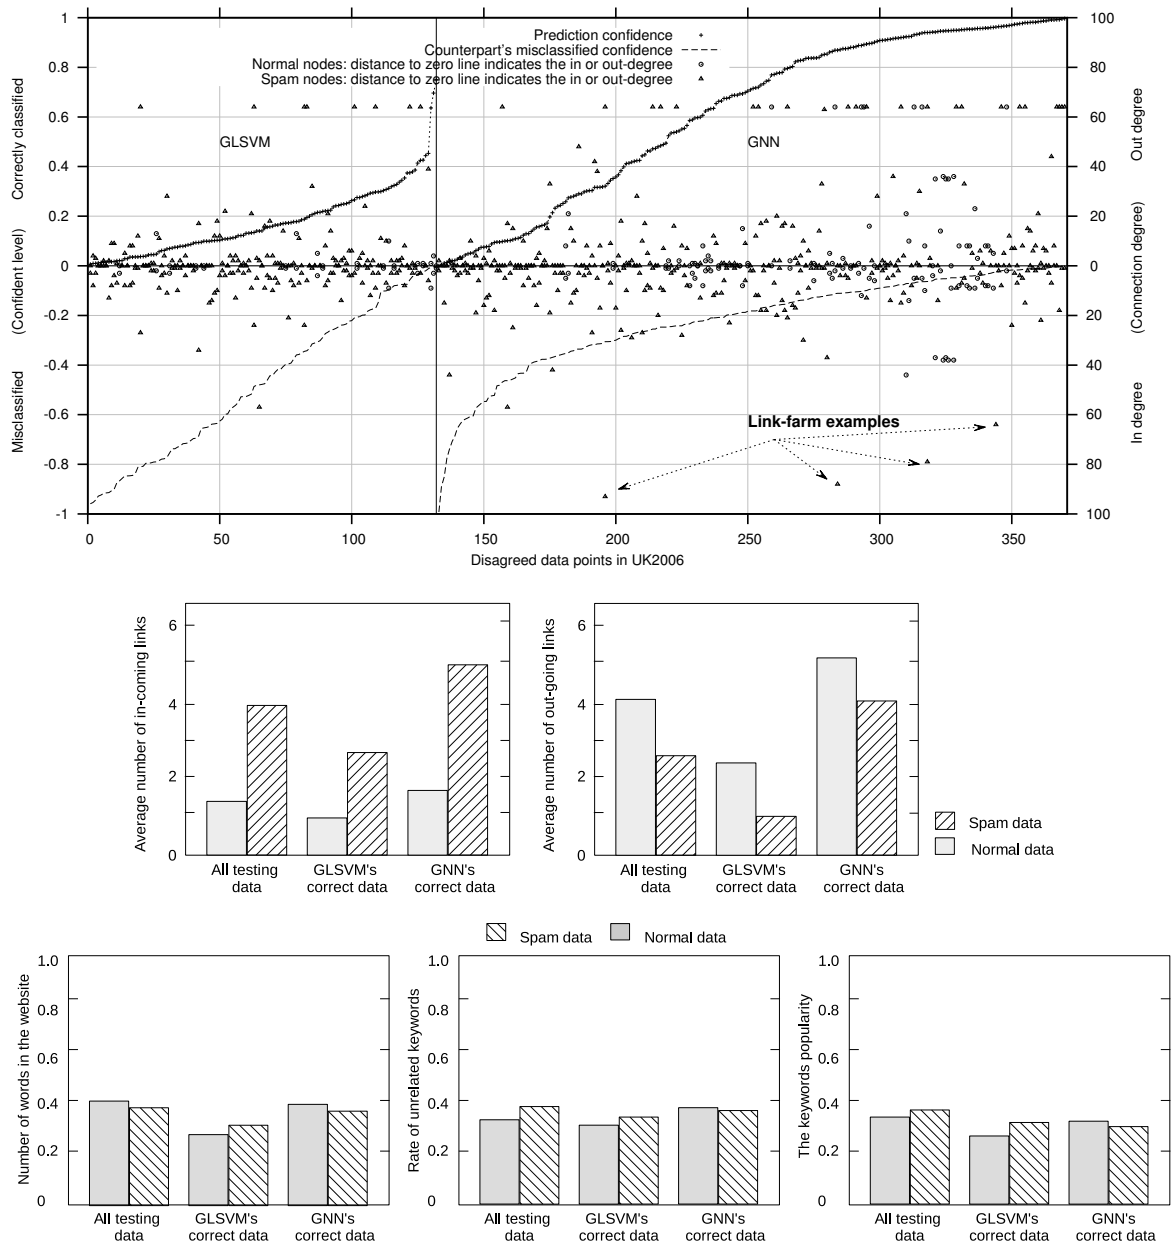 Prediction confidence
Counterpart's misclassified confidence
Normal nodes: distance to zero line indicates the in or out-degree
Spam nodes: distance to zero line indicates the in or out-degree
GLSVM
GNN
Link-farm examples
Misclassified (Confident level) Correctly classified
1
0.8
0.6
0.4
0.2
0
-0.2
-0.4
-0.6
-0.8
-1
100
80
60
40
20
0
20
40
60
80
100
In degree (Connection degree) Out degree
0 50 100 150 200 250 300 350
Disagreed data points in UK2006
Average number of in-coming links
6
4
2
0
All testing data
GLSVM's correct data
GNN's correct data
Average number of out-going links
6
4
2
0
All testing data
GLSVM's correct data
GNN's correct data
Spam data
Normal data
Spam data Normal data
Number of words in the website
1.0
0.8
0.6
0.4
0.2
0
All testing data
GLSVM's correct data
GNN's correct data
Rate of unrelated keywords
1.0
0.8
0.6
0.4
0.2
0
All testing data
GLSVM's correct data
GNN's correct data
The keywords popularity
1.0
0.8
0.6
0.4
0.2
0
All testing data
GLSVM's correct data
GNN's correct data